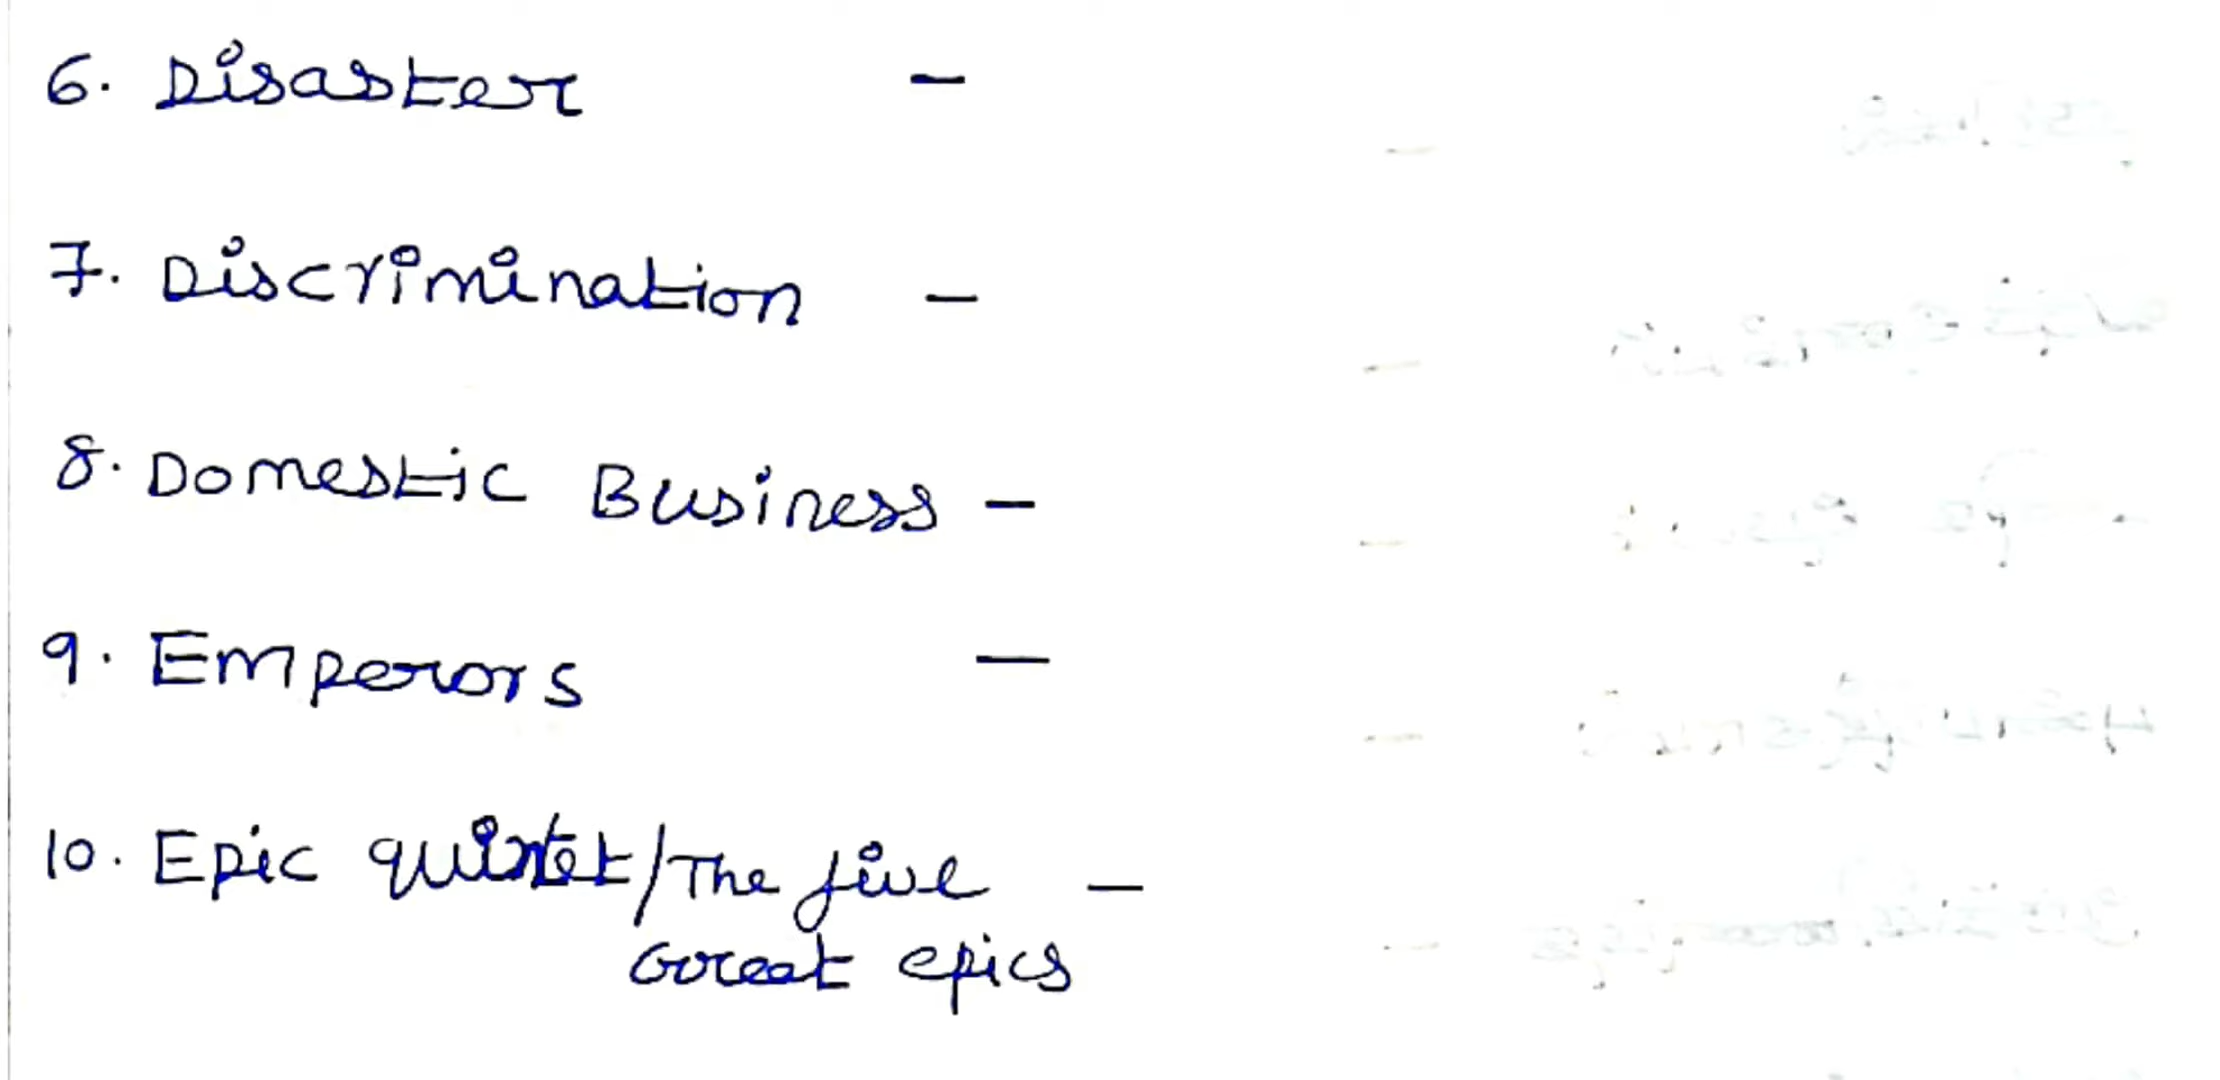 6. Disaster -
7. Discrimination -
8. Domestic Business -
9. Emperors -
10. Epic quintet/The five -
Great epics